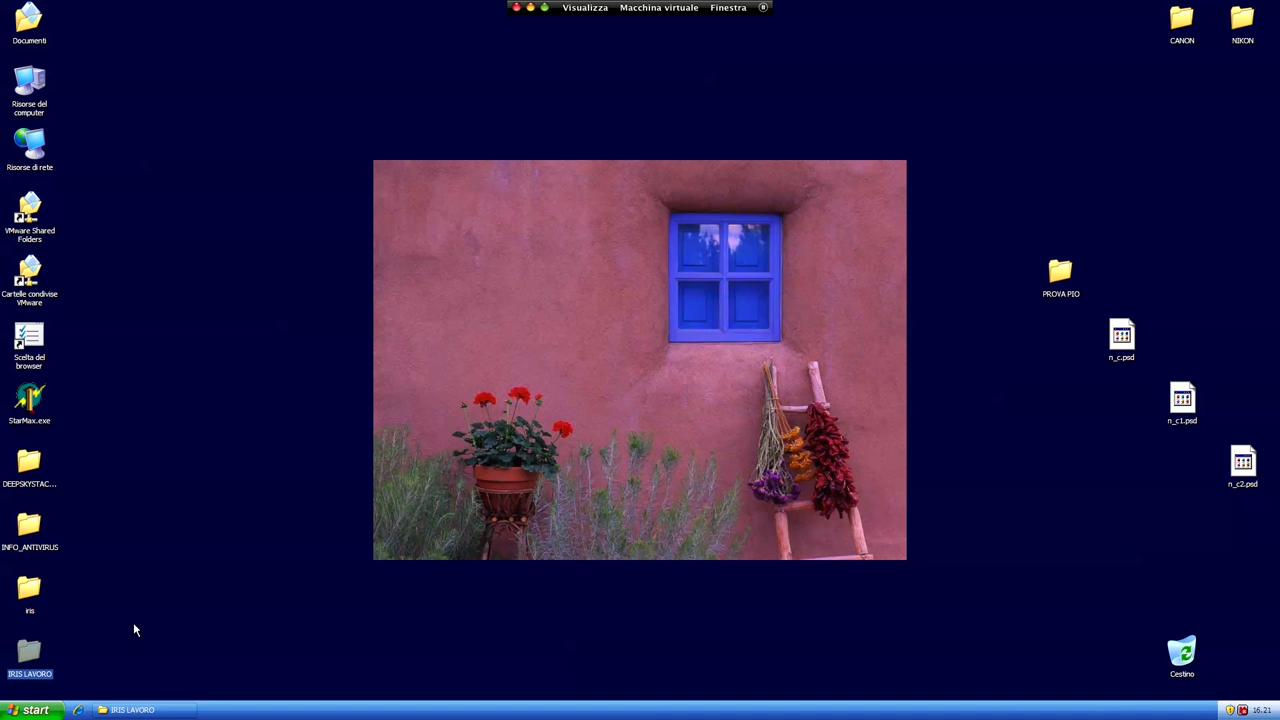 Visualizza Macchina virtuale Finestra
Documenti
CANON
NIKON
Risorse del
computer
Risorse di rete
VMware Shared
Folders
Cartelle condivise
VMware
PROVA PIO
Scelta del
browser
n_c.psd
StarMax.exe
n_c1.psd
DEEPSKYSTAC...
n_c2.psd
INFO_ANTIVIRUS
iris
IRIS LAVORO
Cestino
start
IRIS LAVORO
16.21